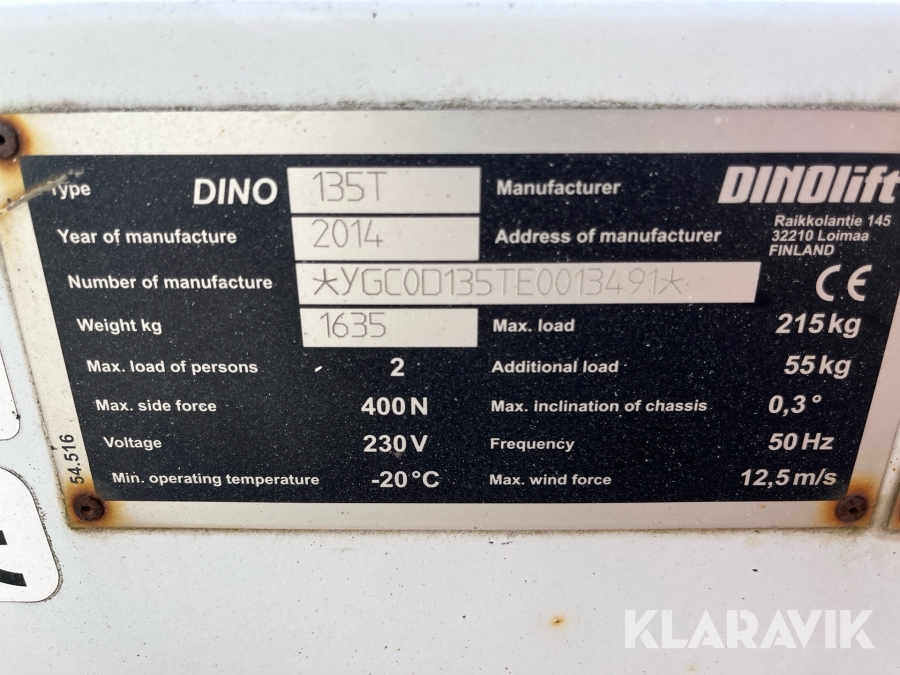 Type DINO 135T Manufacturer DINOlift
Raikkolantie 145
Year of manufacture 2014 Address of manufacturer 32210 Loimaa
FINLAND
Number of manufacture *YGC0D135TE0013491* CE
Weight kg 1635 Max. load 215 kg
Max. load of persons 2 Additional load 55 kg
Max. side force 400 N Max. inclination of chassis 0,3°
Voltage 230 V Frequency 50 Hz
Min. operating temperature -20°C Max. wind force 12,5 m/s
54.516
KLARAVIK